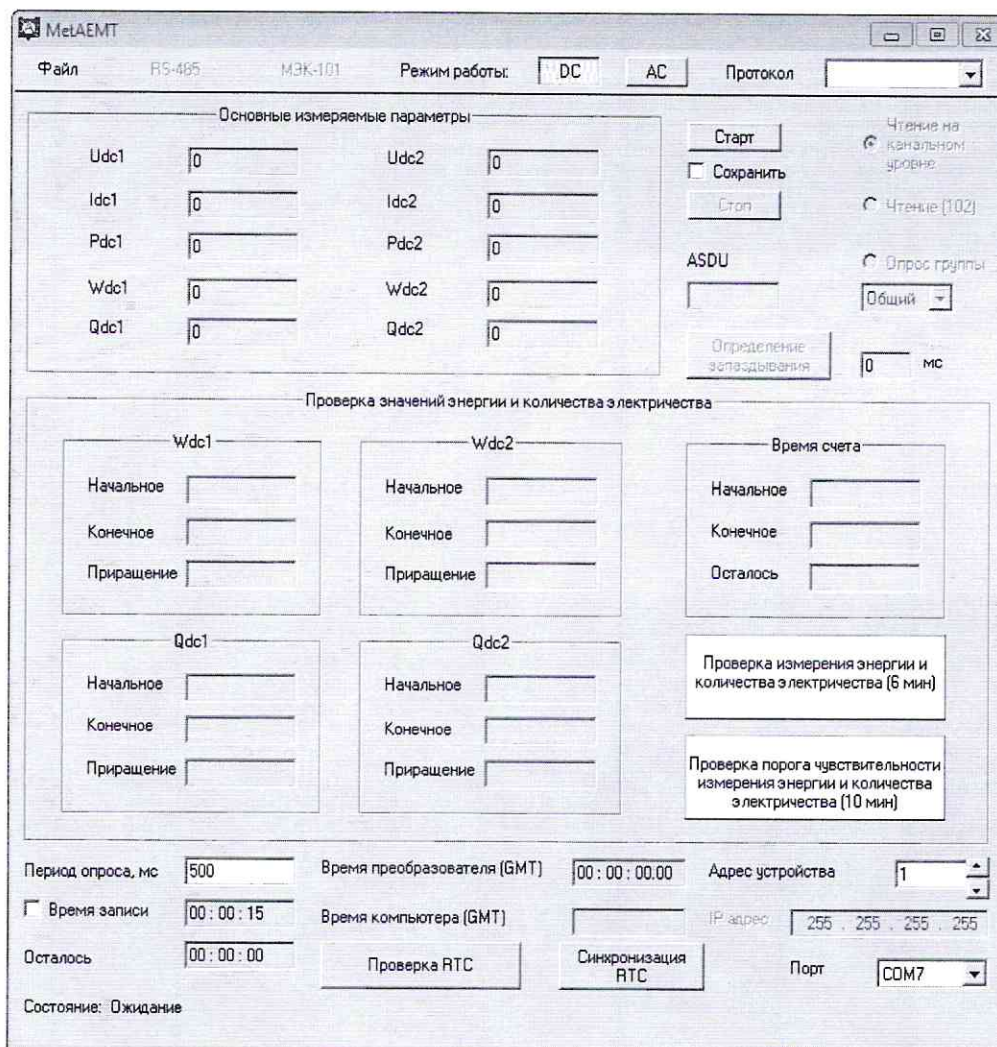 MetAEMT
Файл RS-485 МЭК-101 Режим работы: DC AC Протокол
Основные измеряемые параметры
Udc1 0 Udc2 0
Idc1 0 Idc2 0
Pdc1 0 Pdc2 0
Wdc1 0 Wdc2 0
Qdc1 0 Qdc2 0
Старт
Сохранить
Стоп
Чтение на
канальном
уровне
Чтение (102)
ASDU
Опрос группы
Общий
Определение
запаздывания
0 мс
Проверка значений энергии и количества электричества
Wdc1
Начальное
Конечное
Приращение
Wdc2
Начальное
Конечное
Приращение
Время счета
Начальное
Конечное
Осталось
Qdc1
Начальное
Конечное
Приращение
Qdc2
Начальное
Конечное
Приращение
Проверка измерения энергии и
количества электричества (6 мин)
Проверка порога чувствительности
измерения энергии и количества
электричества (10 мин)
Период опроса, мс 500 Время преобразователя (GMT) 00 : 00 : 00.00 Адрес устройства 1
Время записи 00 : 00 : 15 Время компьютера (GMT) IP адрес 255 . 255 . 255 . 255
Осталось 00 : 00 : 00 Проверка RTC
Синхронизация
RTC
Порт COM7
Состояние: Ожидание